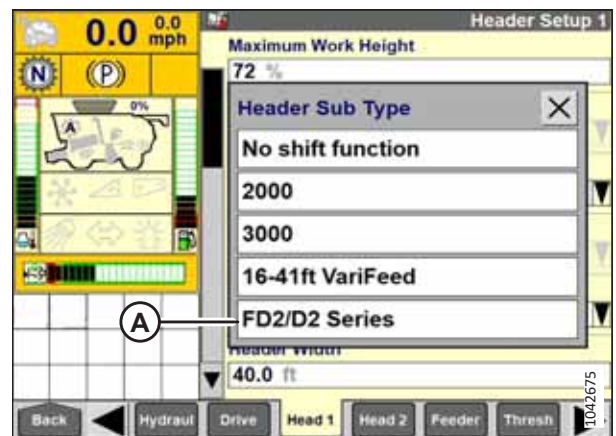 0.0 0.0 mph
Header Setup 1
N (P)
0%
A
Maximum Work Height
72 %
Header Sub Type
No shift function
2000
3000
16-41ft VariFeed
FD2/D2 Series
A
Header Width
40.0 ft
1042675
Back Hydraul Drive Head 1 Head 2 Feeder Thresh